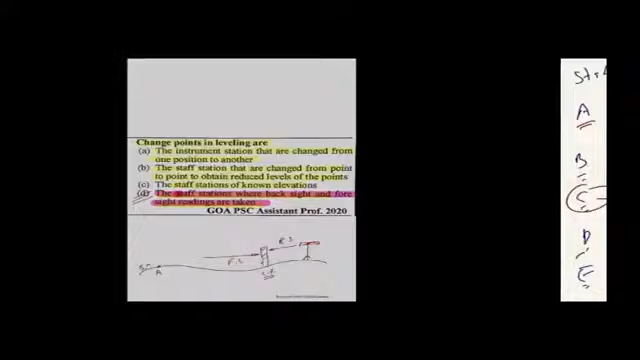 Change points in leveling are
(a) The instrument station that are changed from
one position to another
(b) The staff station that are changed from point
to point to obtain reduced levels of the points
(c) The staff stations of known elevations
(d) The staff stations where back sight and fore
sight readings are taken
GOA PSC Assistant Prof. 2020
B.S
F.S
A
A
B
C
D
E